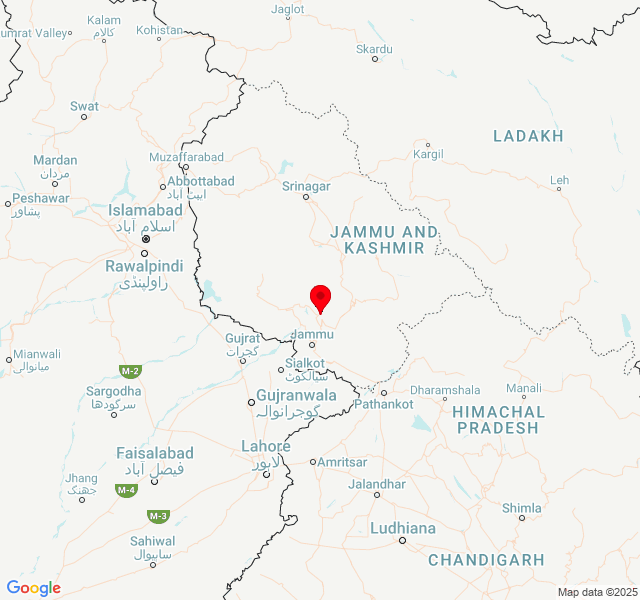 Jaglot
Kalam
کالام
Kohistan
Skardu
Swat
LADAKH
Muzaffarabad
Kargil
Mardan
مردان
Abbottabad
ایبٹ آباد
Srinagar
Leh
Peshawar
پشاور
Islamabad
اسلام آباد
JAMMU AND
KASHMIR
Rawalpindi
راولپنڈی
Gujrat
گجرات
Jammu
Mianwali
میانوالی
M-2
Sialkot
سیالکوٹ
Sargodha
سرگودھا
Gujranwala
گوجرانوالہ
Pathankot
Dharamshala
Manali
HIMACHAL
PRADESH
Lahore
لاہور
Faisalabad
فیصل آباد
Amritsar
Jhang
جھنگ
M-4
Jalandhar
M-3
Shimla
Ludhiana
Sahiwal
ساہیوال
CHANDIGARH
Google
Map data ©2025